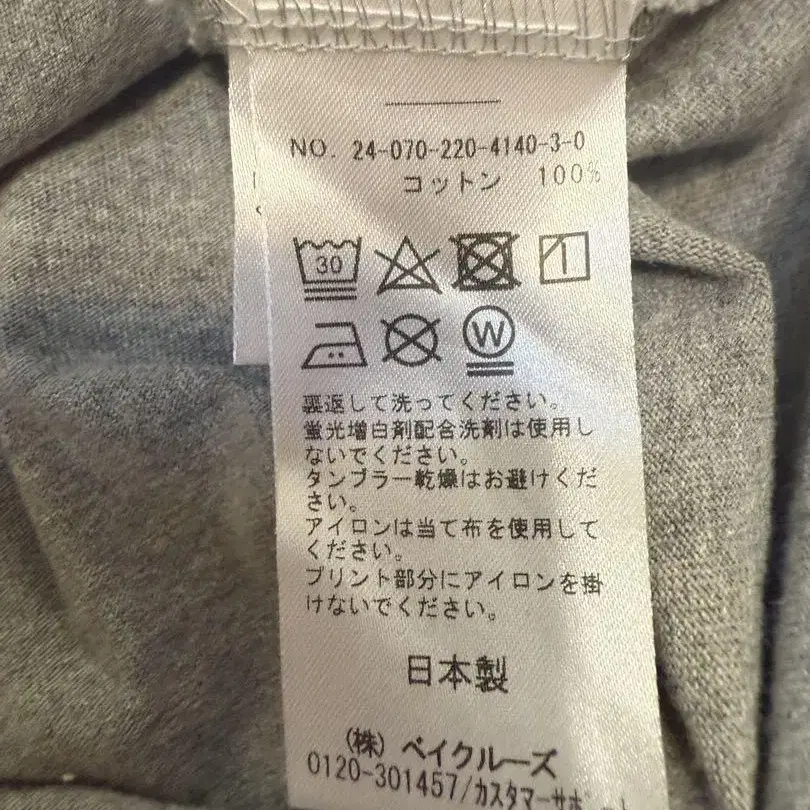 NO. 24-070-220-4140-3-0
コットン 100%
30
W
裏返して洗ってください。
蛍光増白剤配合洗剤は使用し
ないでください。
タンブラー乾燥はお避けくだ
さい。
アイロンは当て布を使用して
ください。
プリント部分にアイロンを掛
けないでください。
日本製
(株) ベイクルーズ
0120-301457/カスタマーサポート